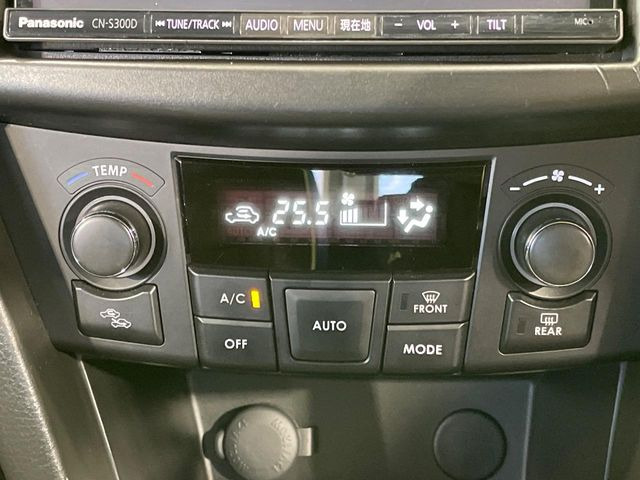 Panasonic CN-S300D TUNE/TRACK AUDIO MENU 現在地 − VOL + TILT MIC
TEMP
− +
25.5
A/C
A/C
AUTO
FRONT
REAR
OFF
MODE